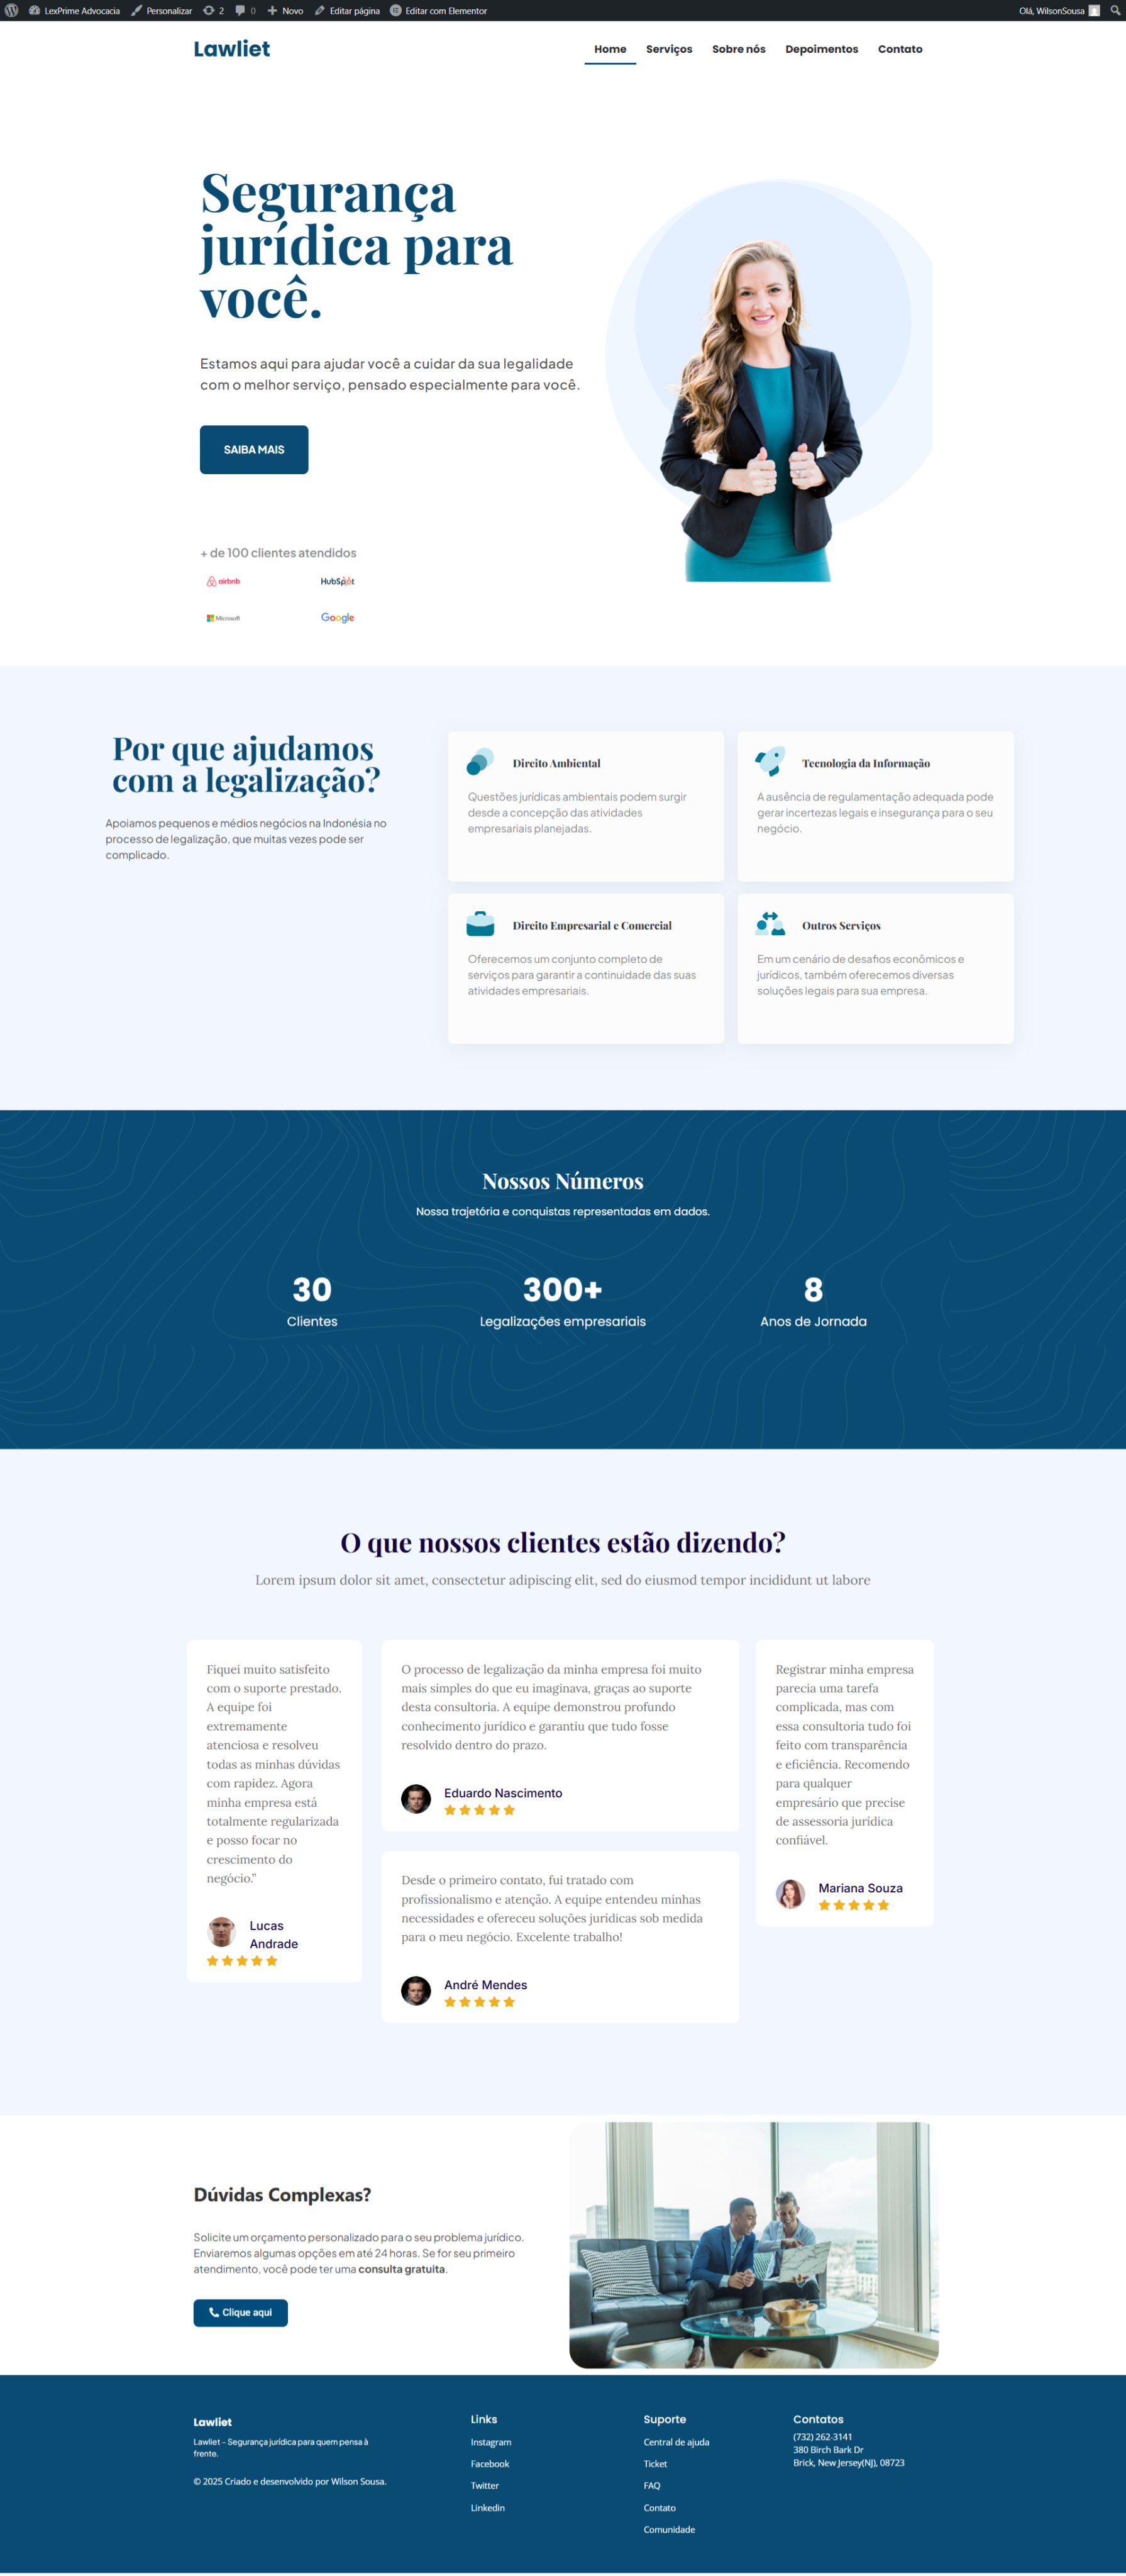 LexPrime Advocacia Personalizar 2 0 Novo Editar página Editar com Elementor Olá, WilsonSousa
Lawliet
Home Serviços Sobre nós Depoimentos Contato
Segurança
jurídica para
você.
Estamos aqui para ajudar você a cuidar da sua legalidade
com o melhor serviço, pensado especialmente para você.
SAIBA MAIS
+ de 100 clientes atendidos
airbnb HubSpot
Microsoft Google
Por que ajudamos
com a legalização?
Apoiamos pequenos e médios negócios na Indonésia no
processo de legalização, que muitas vezes pode ser
complicado.
Direito Ambiental
Questões jurídicas ambientais podem surgir
desde a concepção das atividades
empresariais planejadas.
Tecnologia da Informação
A ausência de regulamentação adequada pode
gerar incertezas legais e insegurança para o seu
negócio.
Direito Empresarial e Comercial
Oferecemos um conjunto completo de
serviços para garantir a continuidade das suas
atividades empresariais.
Outros Serviços
Em um cenário de desafios econômicos e
jurídicos, também oferecemos diversas
soluções legais para sua empresa.
Nossos Números
Nossa trajetória e conquistas representadas em dados.
30
Clientes
300+
Legalizações empresariais
8
Anos de Jornada
O que nossos clientes estão dizendo?
Lorem ipsum dolor sit amet, consectetur adipiscing elit, sed do eiusmod tempor incididunt ut labore
Fiquei muito satisfeito
com o suporte prestado.
A equipe foi
extremamente
atenciosa e resolveu
todas as minhas dúvidas
com rapidez. Agora
minha empresa está
totalmente regularizada
e posso focar no
crescimento do
negócio.”
Lucas
Andrade
O processo de legalização da minha empresa foi muito
mais simples do que eu imaginava, graças ao suporte
desta consultoria. A equipe demonstrou profundo
conhecimento jurídico e garantiu que tudo fosse
resolvido dentro do prazo.
Eduardo Nascimento
Desde o primeiro contato, fui tratado com
profissionalismo e atenção. A equipe entendeu minhas
necessidades e ofereceu soluções jurídicas sob medida
para o meu negócio. Excelente trabalho!
André Mendes
Registrar minha empresa
parecia uma tarefa
complicada, mas com
essa consultoria tudo foi
feito com transparência
e eficiência. Recomendo
para qualquer
empresário que precise
de assessoria jurídica
confiável.
Mariana Souza
Dúvidas Complexas?
Solicite um orçamento personalizado para o seu problema jurídico.
Enviaremos algumas opções em até 24 horas. Se for seu primeiro
atendimento, você pode ter uma consulta gratuita.
Clique aqui
Lawliet
Lawliet – Segurança jurídica para quem pensa à
frente.
© 2025 Criado e desenvolvido por Wilson Sousa.
Links
Instagram
Facebook
Twitter
Linkedin
Suporte
Central de ajuda
Ticket
FAQ
Contato
Comunidade
Contatos
(732) 262-3141
380 Birch Bark Dr
Brick, New Jersey(NJ), 08723